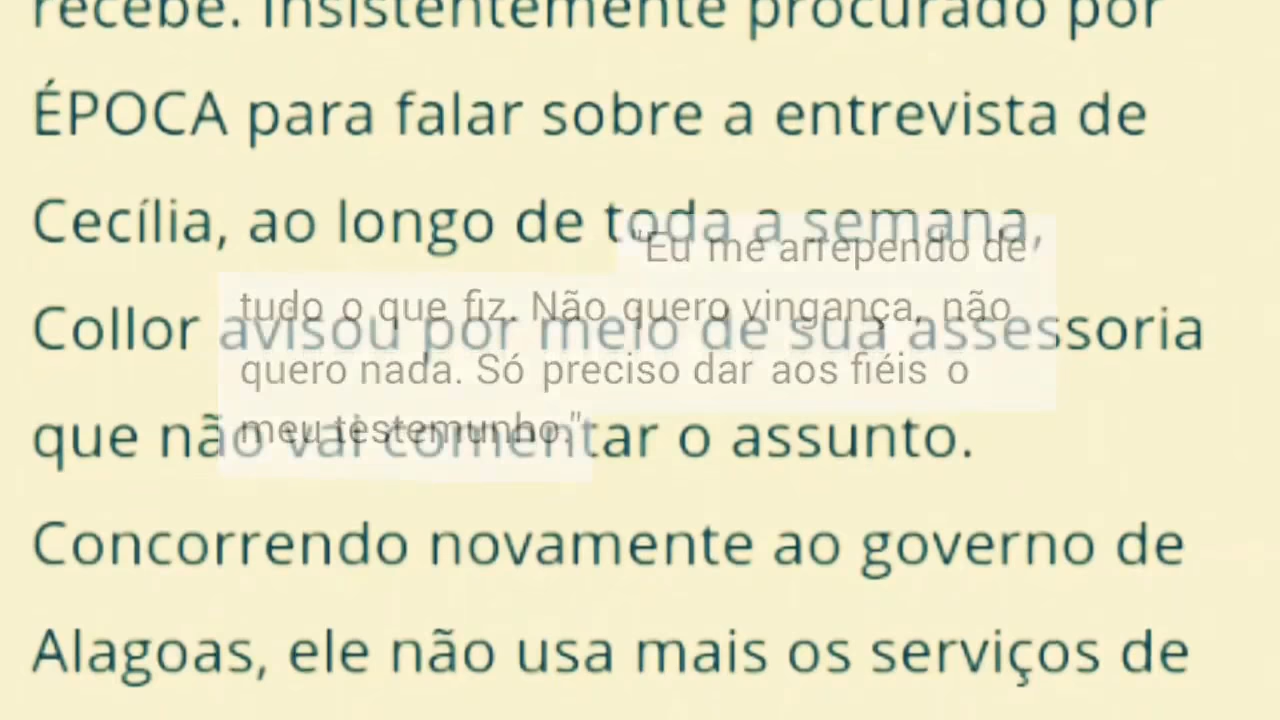 recebe. Insistentemente procurado por
ÉPOCA para falar sobre a entrevista de
Cecília, ao longo de toda a semana,
Collor avisou por meio de sua assessoria
que não vai comentar o assunto.
Concorrendo novamente ao governo de
Alagoas, ele não usa mais os serviços de
"Eu me arrependo de
tudo o que fiz. Não quero vingança, não
quero nada. Só preciso dar aos fiéis o
meu testemunho."